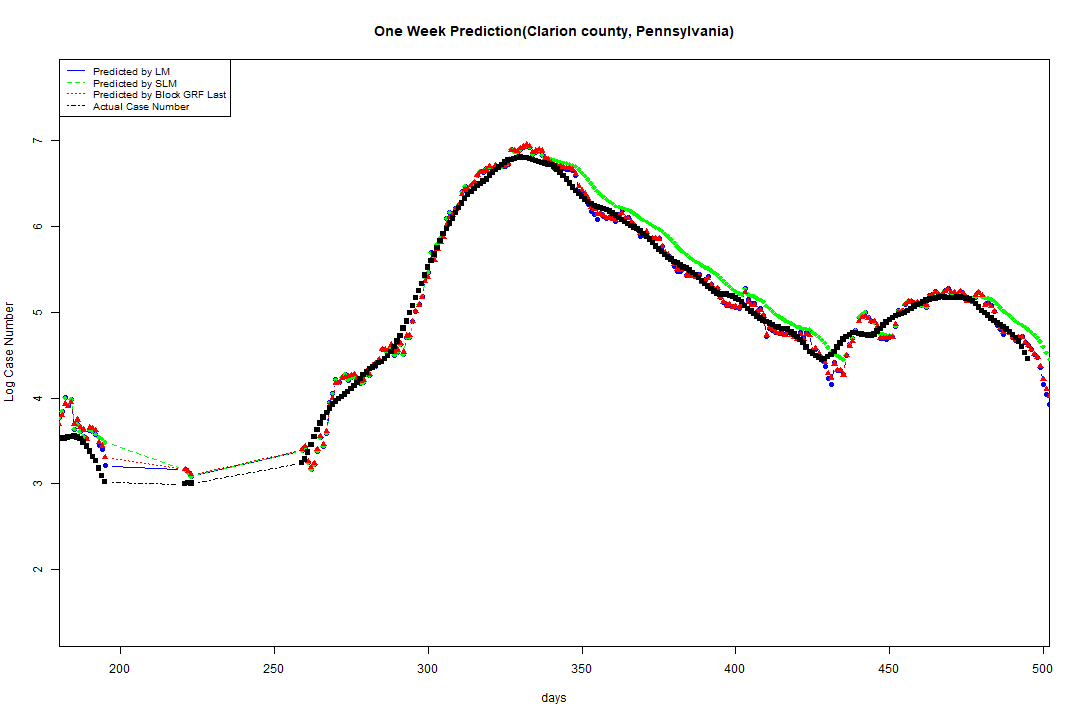 One Week Prediction(Clarion county, Pennsylvania)
Predicted by LM
Predicted by SLM
Predicted by Block GRF Last
Actual Case Number
Log Case Number
7
6
5
4
3
2
200
250
300
350
400
450
500
days